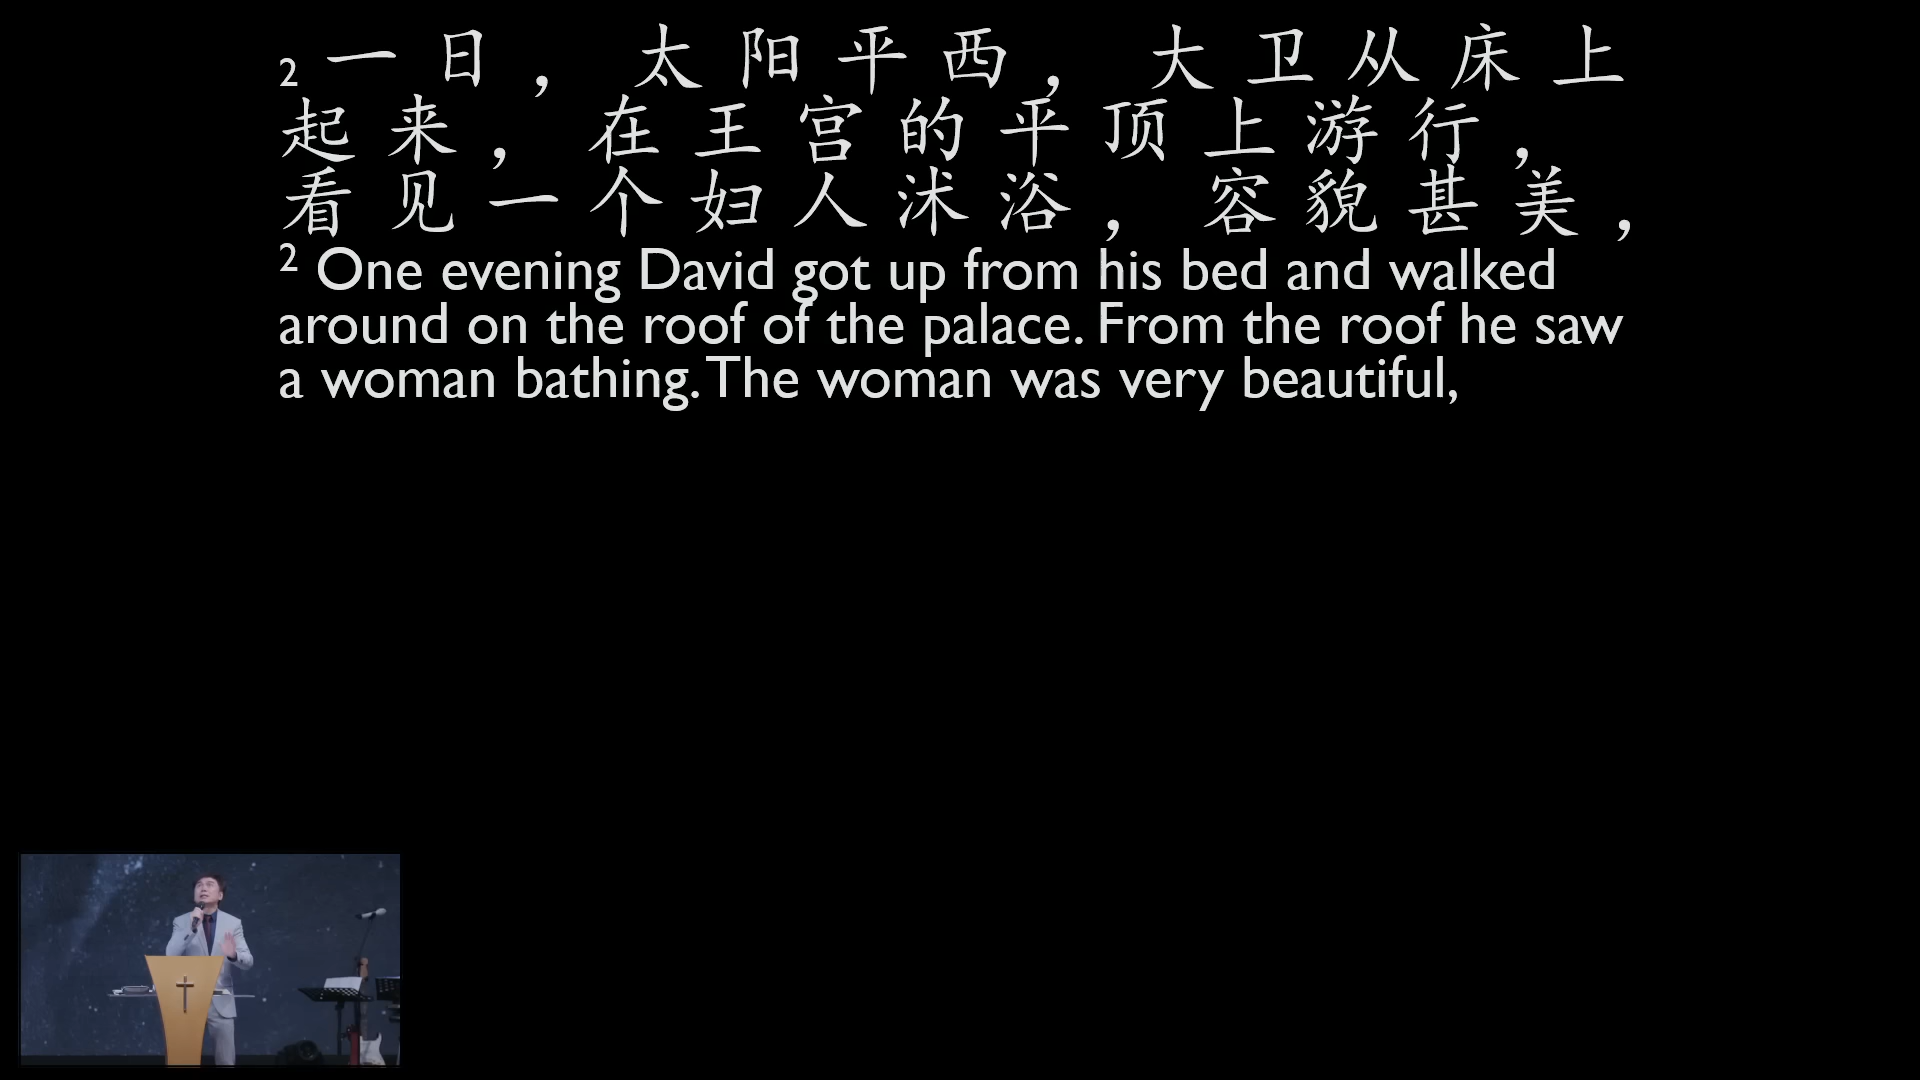 2 一日，太阳平西，大卫从床上
起来，在王宫的平顶上游行，
看见一个妇人沭浴，容貌甚美，
2 One evening David got up from his bed and walked
around on the roof of the palace. From the roof he saw
a woman bathing. The woman was very beautiful,